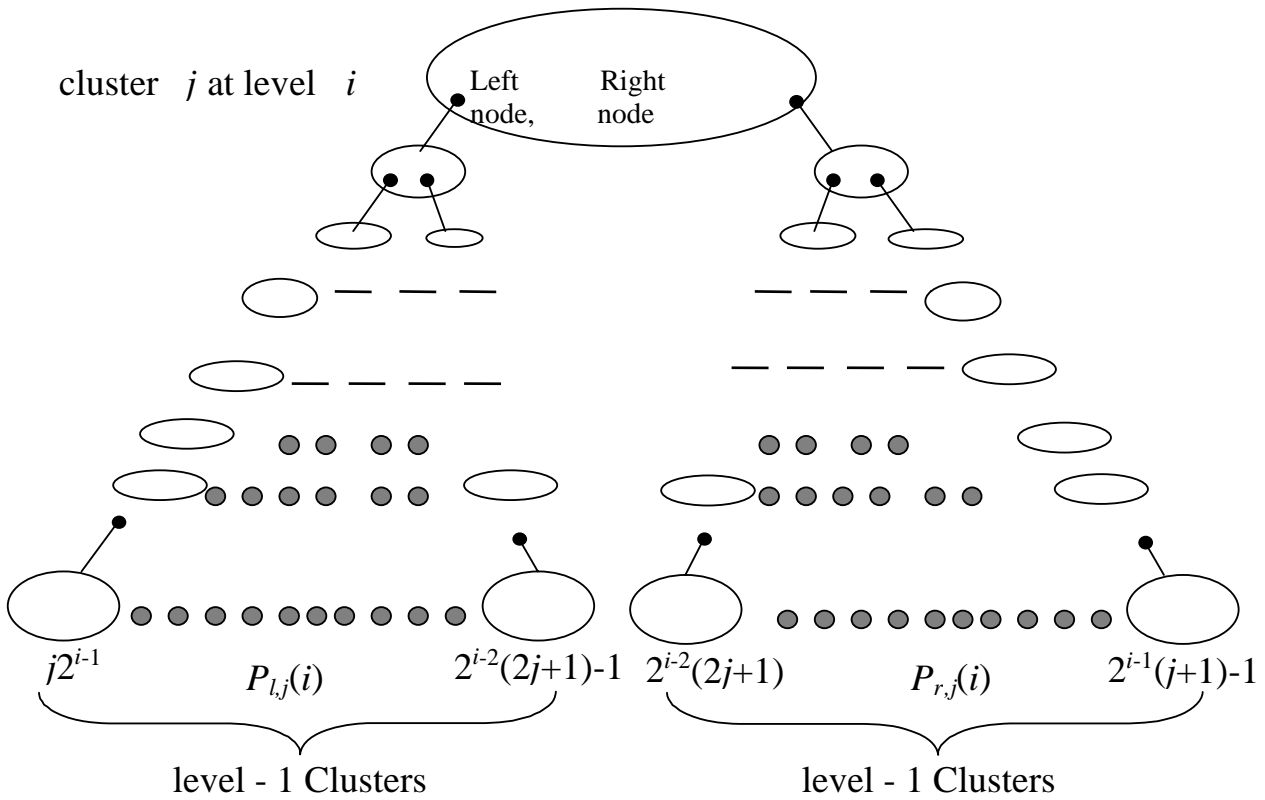 cluster j at level i
Left Right
node, node
j2^{i-1} P_{l,j}(i) 2^{i-2}(2j+1)-1 2^{i-2}(2j+1) P_{r,j}(i) 2^{i-1}(j+1)-1
level - 1 Clusters level - 1 Clusters